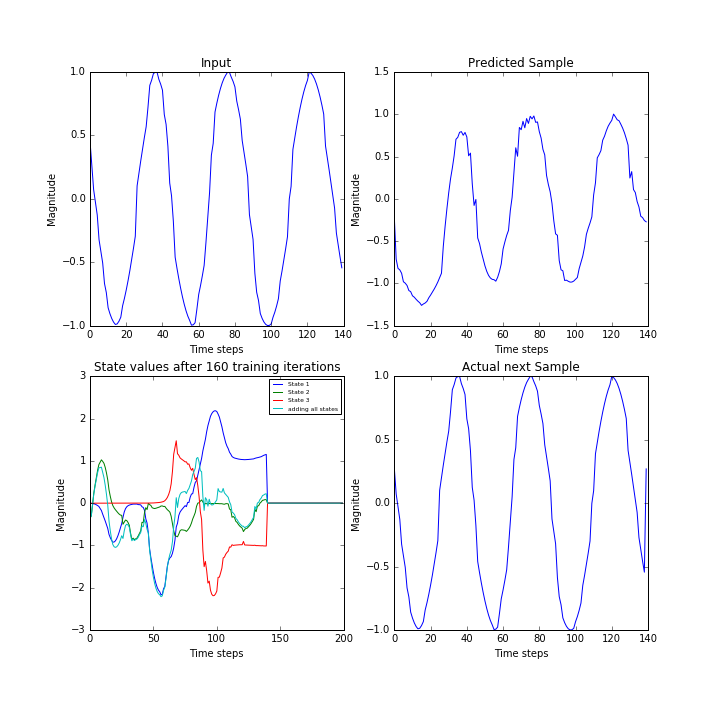 Input
1.0
0.5
0.0
−0.5
−1.0
Magnitude
0 20 40 60 80 100 120 140
Time steps
Predicted Sample
1.5
1.0
0.5
0.0
−0.5
−1.0
−1.5
Magnitude
0 20 40 60 80 100 120 140
Time steps
State values after 160 training iterations
3
2
1
0
−1
−2
−3
Magnitude
State 1
State 2
State 3
adding all states
0 50 100 150 200
Time steps
Actual next Sample
1.0
0.5
0.0
−0.5
−1.0
Magnitude
0 20 40 60 80 100 120 140
Time steps